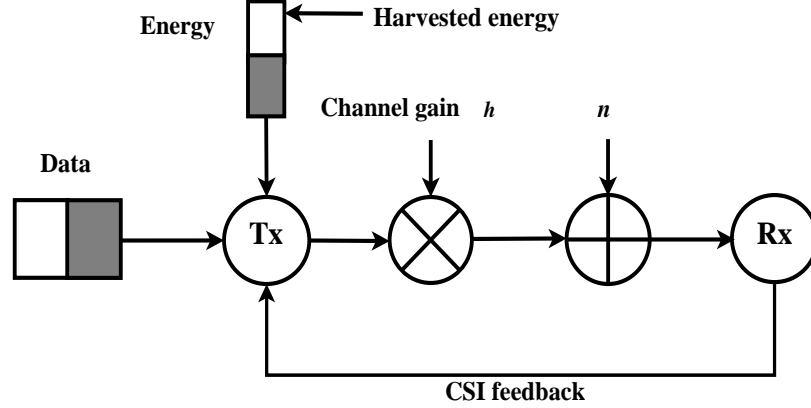 Energy
Harvested energy
Channel gain h
n
Data
Tx
Rx
CSI feedback